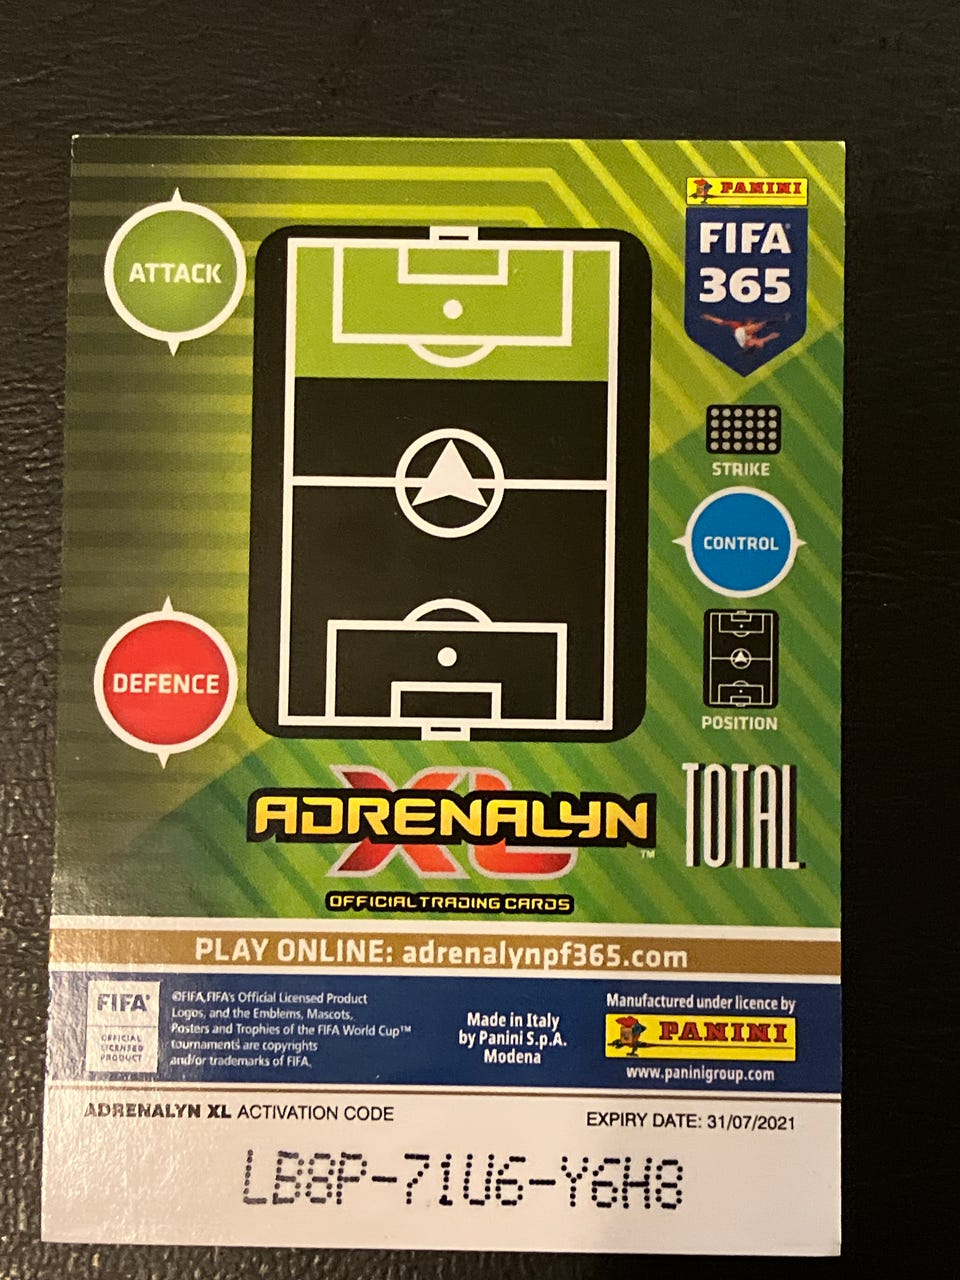 PANINI
FIFA
365
ATTACK
STRIKE
CONTROL
DEFENCE
POSITION
XL
ADRENALYN
TM
OFFICIAL TRADING CARDS
TOTAL
PLAY ONLINE: adrenalynpf365.com
FIFA
OFFICIAL
LICENSED
PRODUCT
©FIFA,FIFA's Official Licensed Product
Logos, and the Emblems, Mascots,
Posters and Trophies of the FIFA World Cup™
tournaments are copyrights
and/or trademarks of FIFA.
Made in Italy
by Panini S.p.A.
Modena
Manufactured under licence by
PANINI
www.paninigroup.com
ADRENALYN XL ACTIVATION CODE
EXPIRY DATE: 31/07/2021
LB8P-71U6-Y6H8